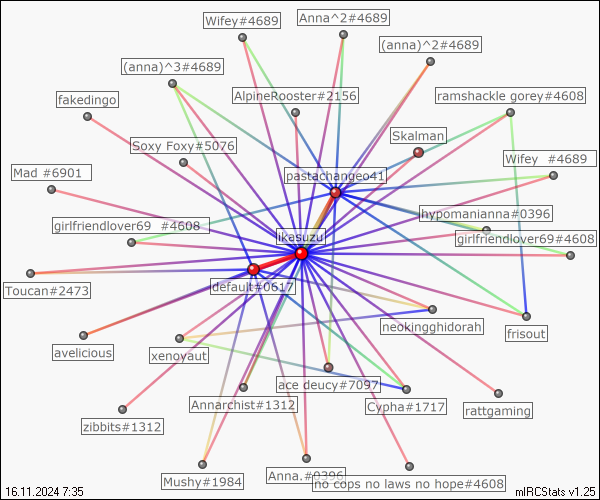 Wifey#4689
Anna^2#4689
(anna)^2#4689
(anna)^3#4689
AlpineRooster#2156
ramshackle gorey#4608
fakedingo
Skalman
Soxy Foxy#5076
Wifey #4689
Mad #6901
pastachangeo41
hypomanianna#0396
girlfriendlover69 #4608
ikasuzu
girlfriendlover69#4608
Toucan#2473
default#0617
neokingghidorah
frisout
avelicious
xenoyaut
ace deucy#7097
Annarchist#1312
Cypha#1717
rattgaming
zibbits#1312
Mushy#1984
Anna.#0396
no cops no laws no hope#4608
16.11.2024 7:35
mIRCStats v1.25